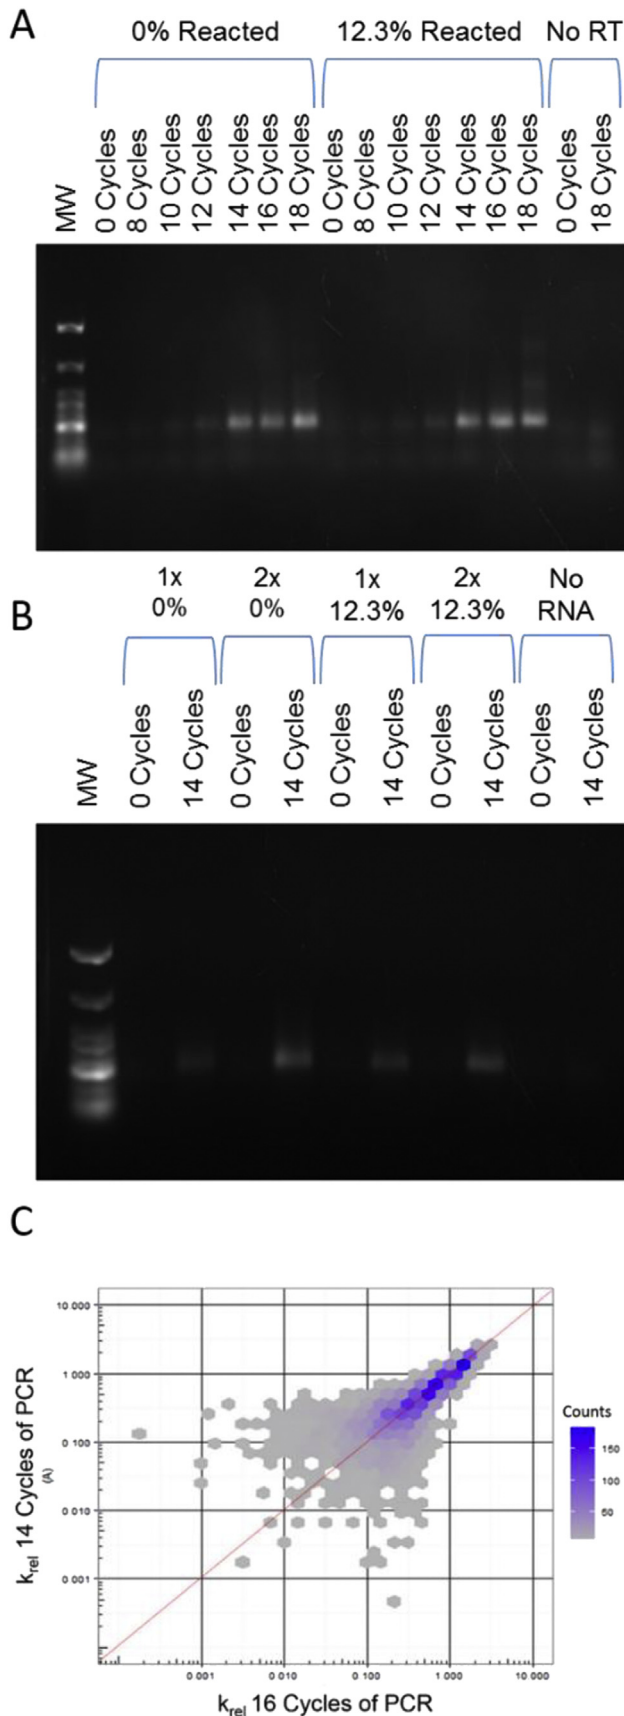 A
0% Reacted 12.3% Reacted No RT
MW
0 Cycles
8 Cycles
10 Cycles
12 Cycles
14 Cycles
16 Cycles
18 Cycles
0 Cycles
8 Cycles
10 Cycles
12 Cycles
14 Cycles
16 Cycles
18 Cycles
0 Cycles
18 Cycles
B
1x 2x 1x 2x No
0% 0% 12.3% 12.3% RNA
MW
0 Cycles
14 Cycles
0 Cycles
14 Cycles
0 Cycles
14 Cycles
0 Cycles
14 Cycles
0 Cycles
14 Cycles
C
krel 14 Cycles of PCR
(A)
10 000
1 000
0 100
0 010
0 001
0 001 0 010 0 100 1 000 10 000
krel 16 Cycles of PCR
Counts
150
100
50